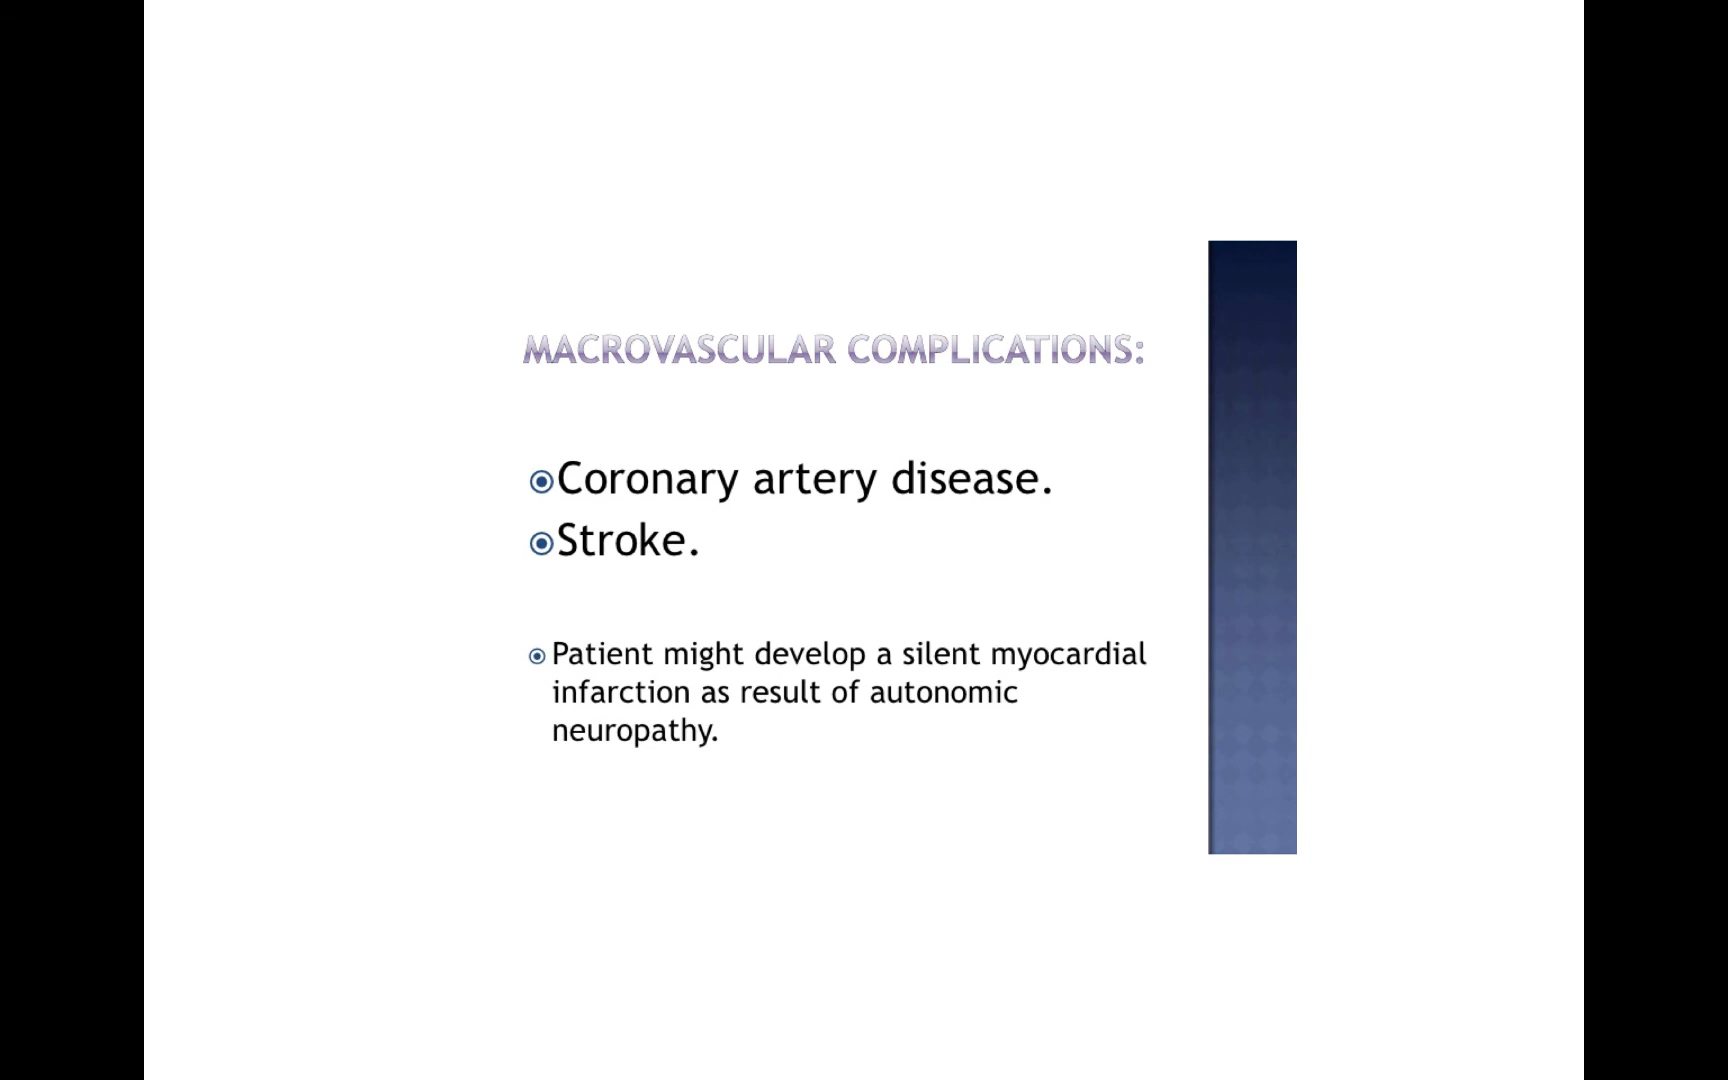 MACROVASCULAR COMPLICATIONS:
Coronary artery disease.
Stroke.
Patient might develop a silent myocardial
infarction as result of autonomic
neuropathy.